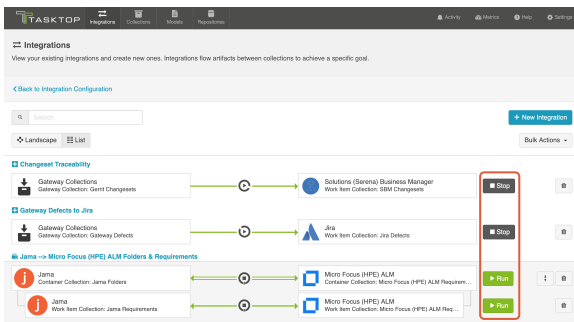 TASKTOP
Integrations
Collections
Models
Repositories
Activity
Metrics
Help
Settings
Integrations
View your existing integrations and create new ones. Integrations flow artifacts between collections to achieve a specific goal.
Back to Integration Configuration
Search
+ New Integration
Landscape
List
Bulk Actions
Changeset Traceability
Gateway Collections
Gateway Collection: Gerrit Changesets
Solutions (Serena) Business Manager
Work Item Collection: SBM Changesets
Stop
Gateway Defects to Jira
Gateway Collections
Gateway Collection: Gateway Defects
Jira
Work Item Collection: Jira Defects
Stop
Jama --> Micro Focus (HPE) ALM Folders & Requirements
Jama
Container Collection: Jama Folders
Micro Focus (HPE) ALM
Container Collection: Micro Focus (HPE) ALM Requirem...
Run
Jama
Work Item Collection: Jama Requirements
Micro Focus (HPE) ALM
Work Item Collection: Micro Focus (HPE) ALM Req...
Run